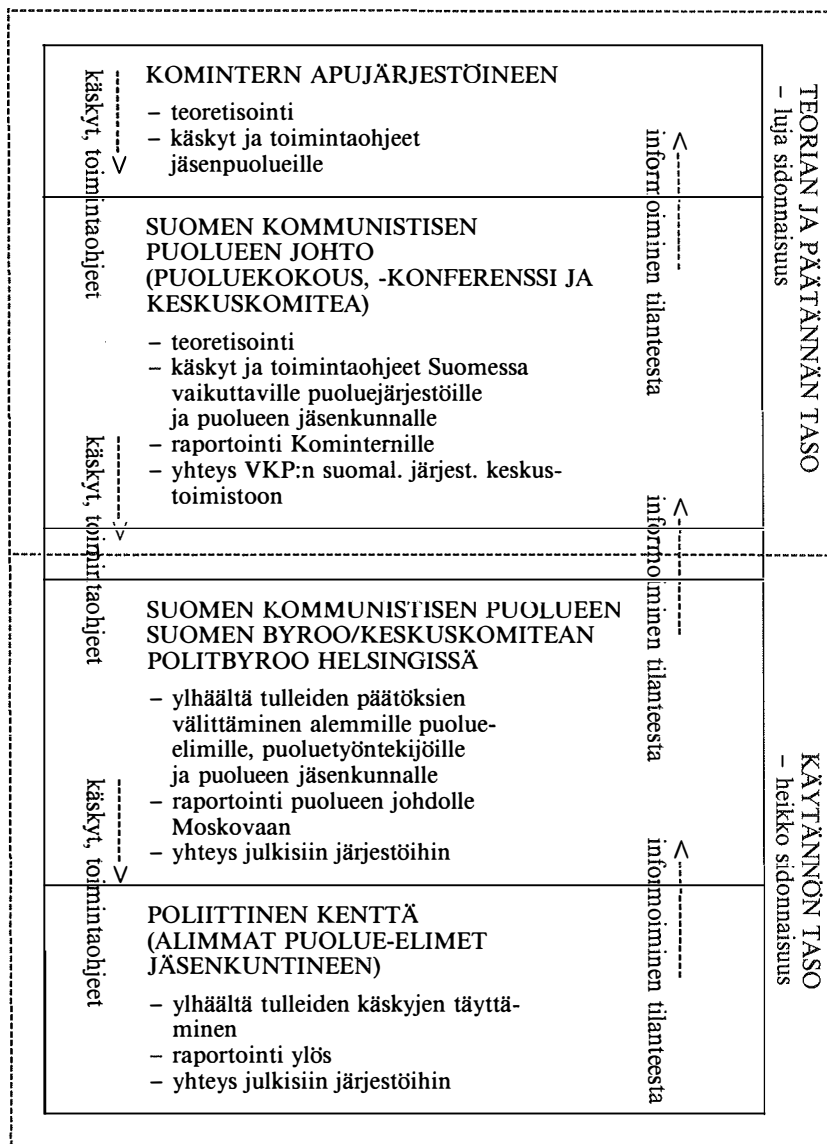 KOMINTERN APUJÄRJESTÖINEEN
– teoretisointi
– käskyt ja toimintaohjeet
jäsenpuolueille
käskyt, toimintaohjeet
informoiminen tilanteesta
SUOMEN KOMMUNISTISEN
PUOLUEEN JOHTO
(PUOLUEKOKOUS, -KONFERENSSI JA
KESKUSKOMITEA)
– teoretisointi
– käskyt ja toimintaohjeet Suomessa
vaikuttaville puoluejärjestöille
ja puolueen jäsenkunnalle
– raportointi Kominternille
– yhteys VKP:n suomal. järjest. keskus-
toimistoon
käskyt, toimintaohjeet
informoiminen tilanteesta
TEORIAN JA PÄÄTÄNNÄN TASO
– luja sidonnaisuus
SUOMEN KOMMUNISTISEN PUOLUEEN
SUOMEN BYROO/KESKUSKOMITEAN
POLITBYROO HELSINGISSÄ
– ylhäältä tulleiden päätöksien
välittäminen alemmille puolue-
elimille, puoluetyöntekijöille
ja puolueen jäsenkunnalle
– raportointi puolueen johdolle
Moskovaan
– yhteys julkisiin järjestöihin
käskyt, toimintaohjeet
informoiminen tilanteesta
POLIITTINEN KENTTÄ
(ALIMMAT PUOLUE-ELIMET
JÄSENKUNTINEEN)
– ylhäältä tulleiden käskyjen täyttä-
minen
– raportointi ylös
– yhteys julkisiin järjestöihin
KÄYTÄNNÖN TASO
– heikko sidonnaisuus